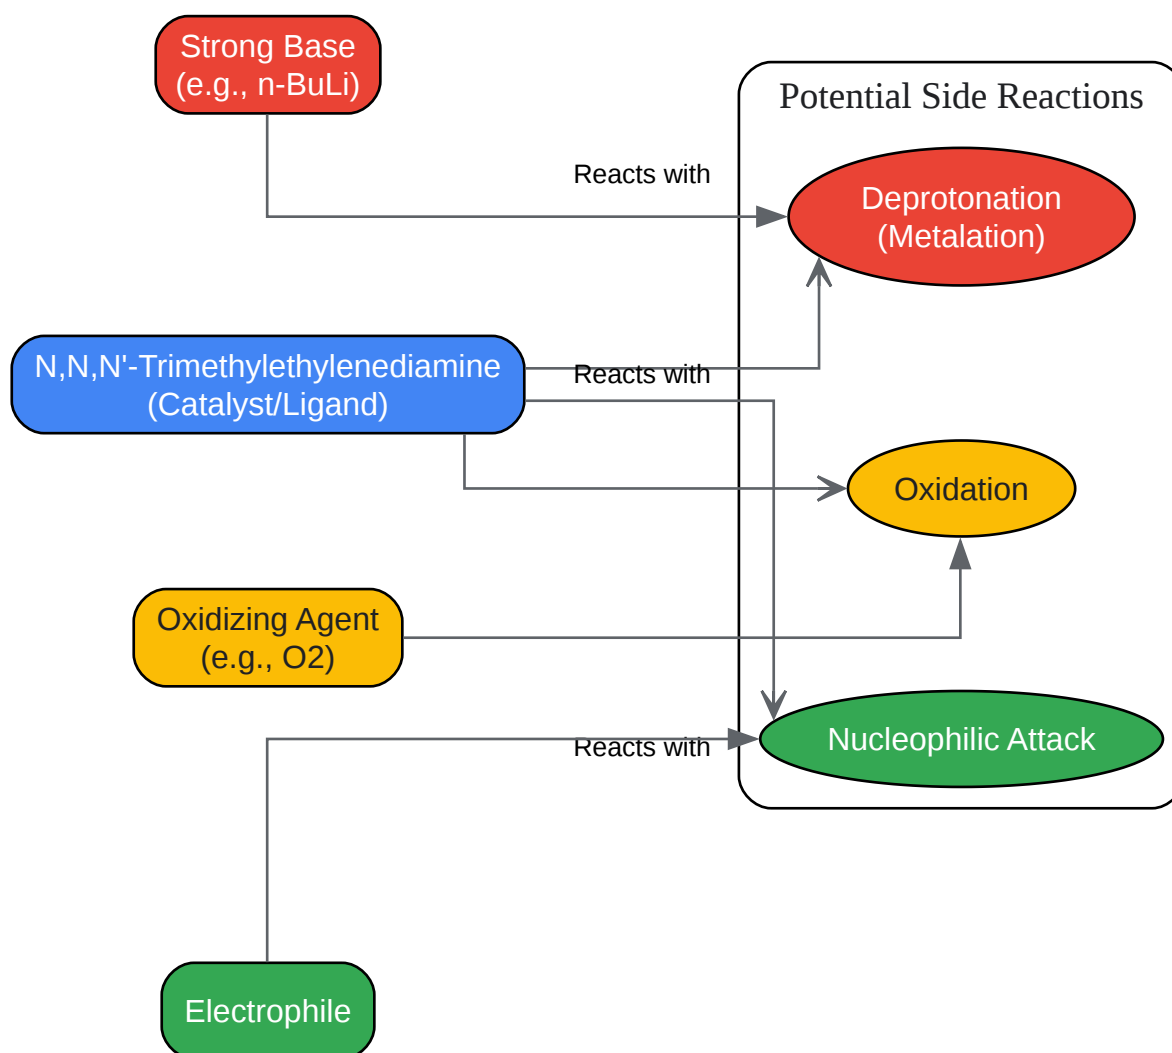 Strong Base
(e.g., n-BuLi)
Potential Side Reactions
Reacts with
Deprotonation
(Metalation)
N,N,N'-Trimethylethylenediamine
(Catalyst/Ligand)
Reacts with
Oxidation
Oxidizing Agent
(e.g., O2)
Reacts with
Nucleophilic Attack
Electrophile